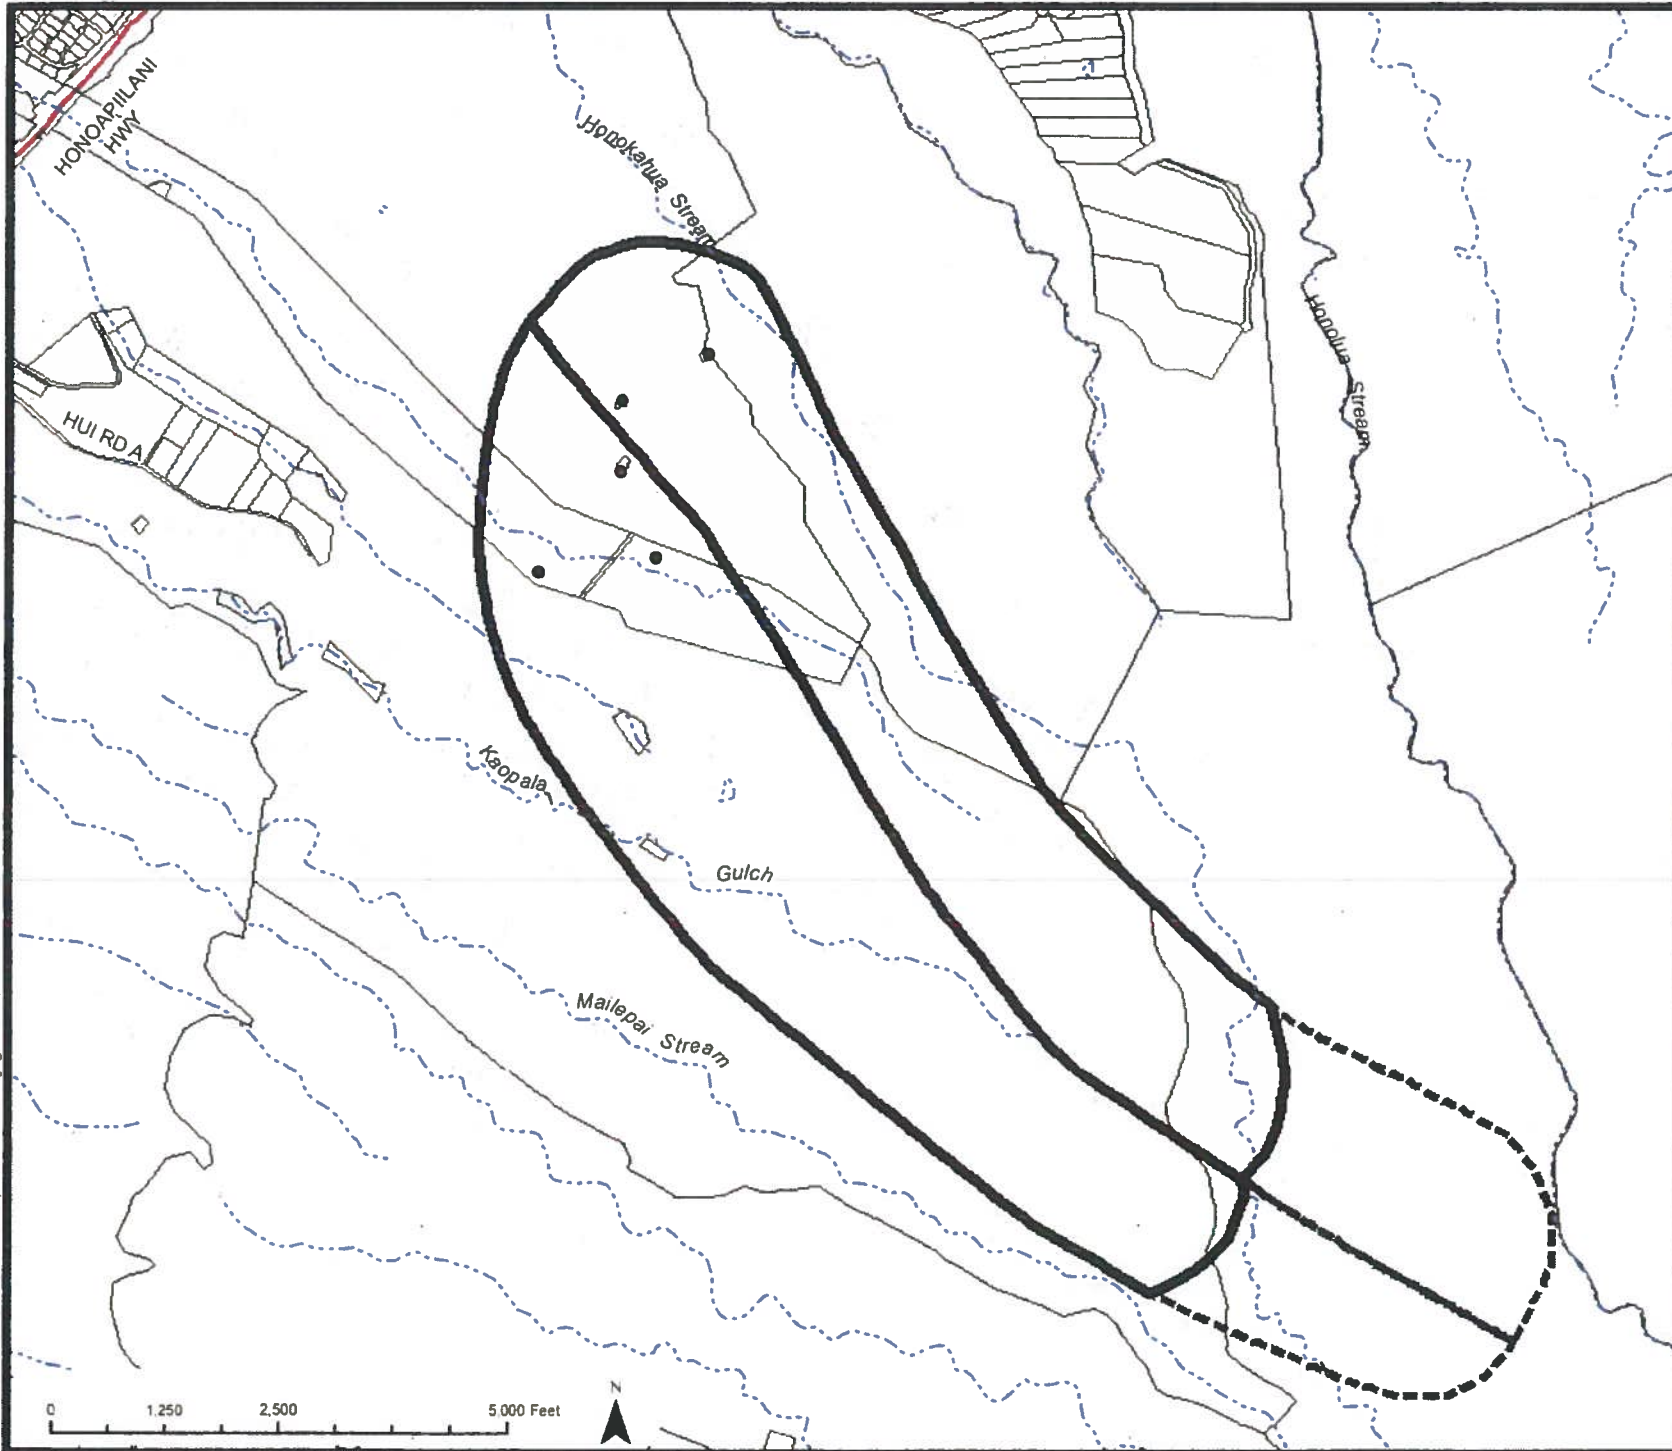 HONOAPIILANI
HWY
Honokahua Stream
Honolua Stream
HUI RD A
Kaopala
Gulch
Mailepai Stream
N
0 1,250 2,500 5,000 Feet